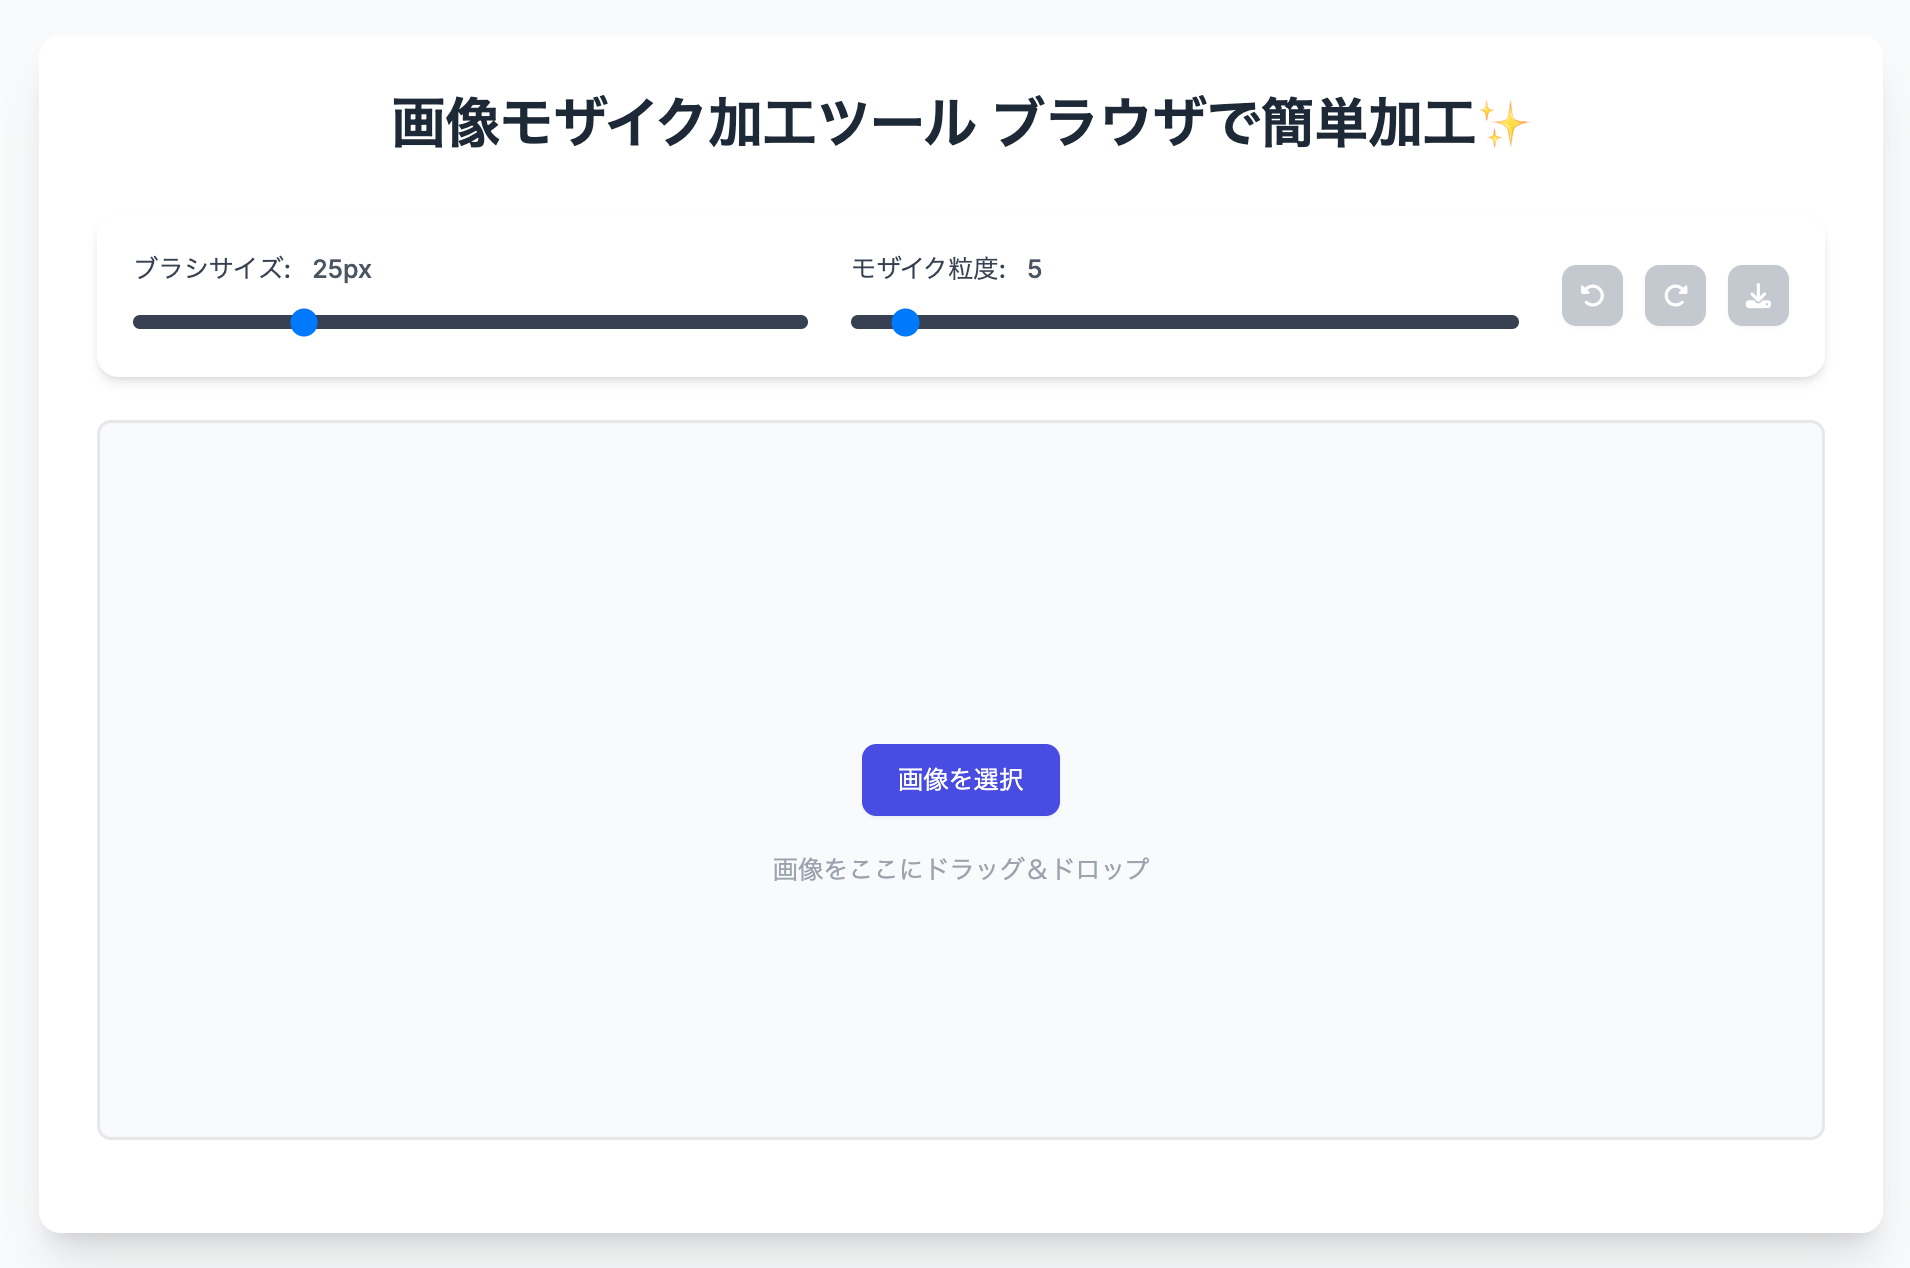 画像モザイク加工ツール ブラウザで簡単加工✨
ブラシサイズ: 25px
モザイク粒度: 5
画像を選択
画像をここにドラッグ＆ドロップ